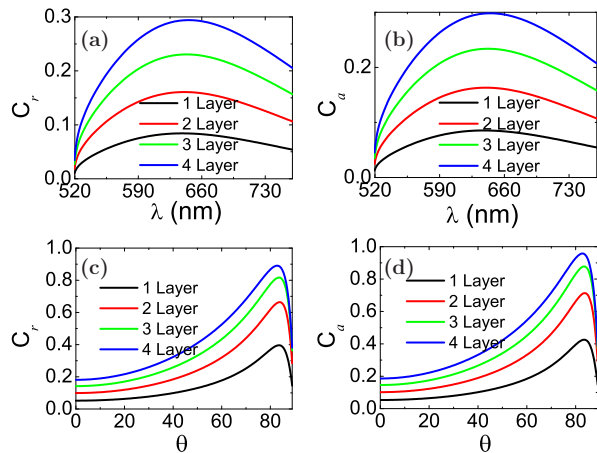 (a)
C_r
0.3
0.2
0.1
0.0
1 Layer
2 Layer
3 Layer
4 Layer
520 590 660 730
λ (nm)
(b)
C_a
0.2
0.0
1 Layer
2 Layer
3 Layer
4 Layer
520 590 660 730
λ (nm)
(c)
C_r
1.0
0.8
0.6
0.4
0.2
0.0
1 Layer
2 Layer
3 Layer
4 Layer
0 20 40 60 80
θ
(d)
C_a
1.0
0.8
0.6
0.4
0.2
0.0
1 Layer
2 Layer
3 Layer
4 Layer
0 20 40 60 80
θ